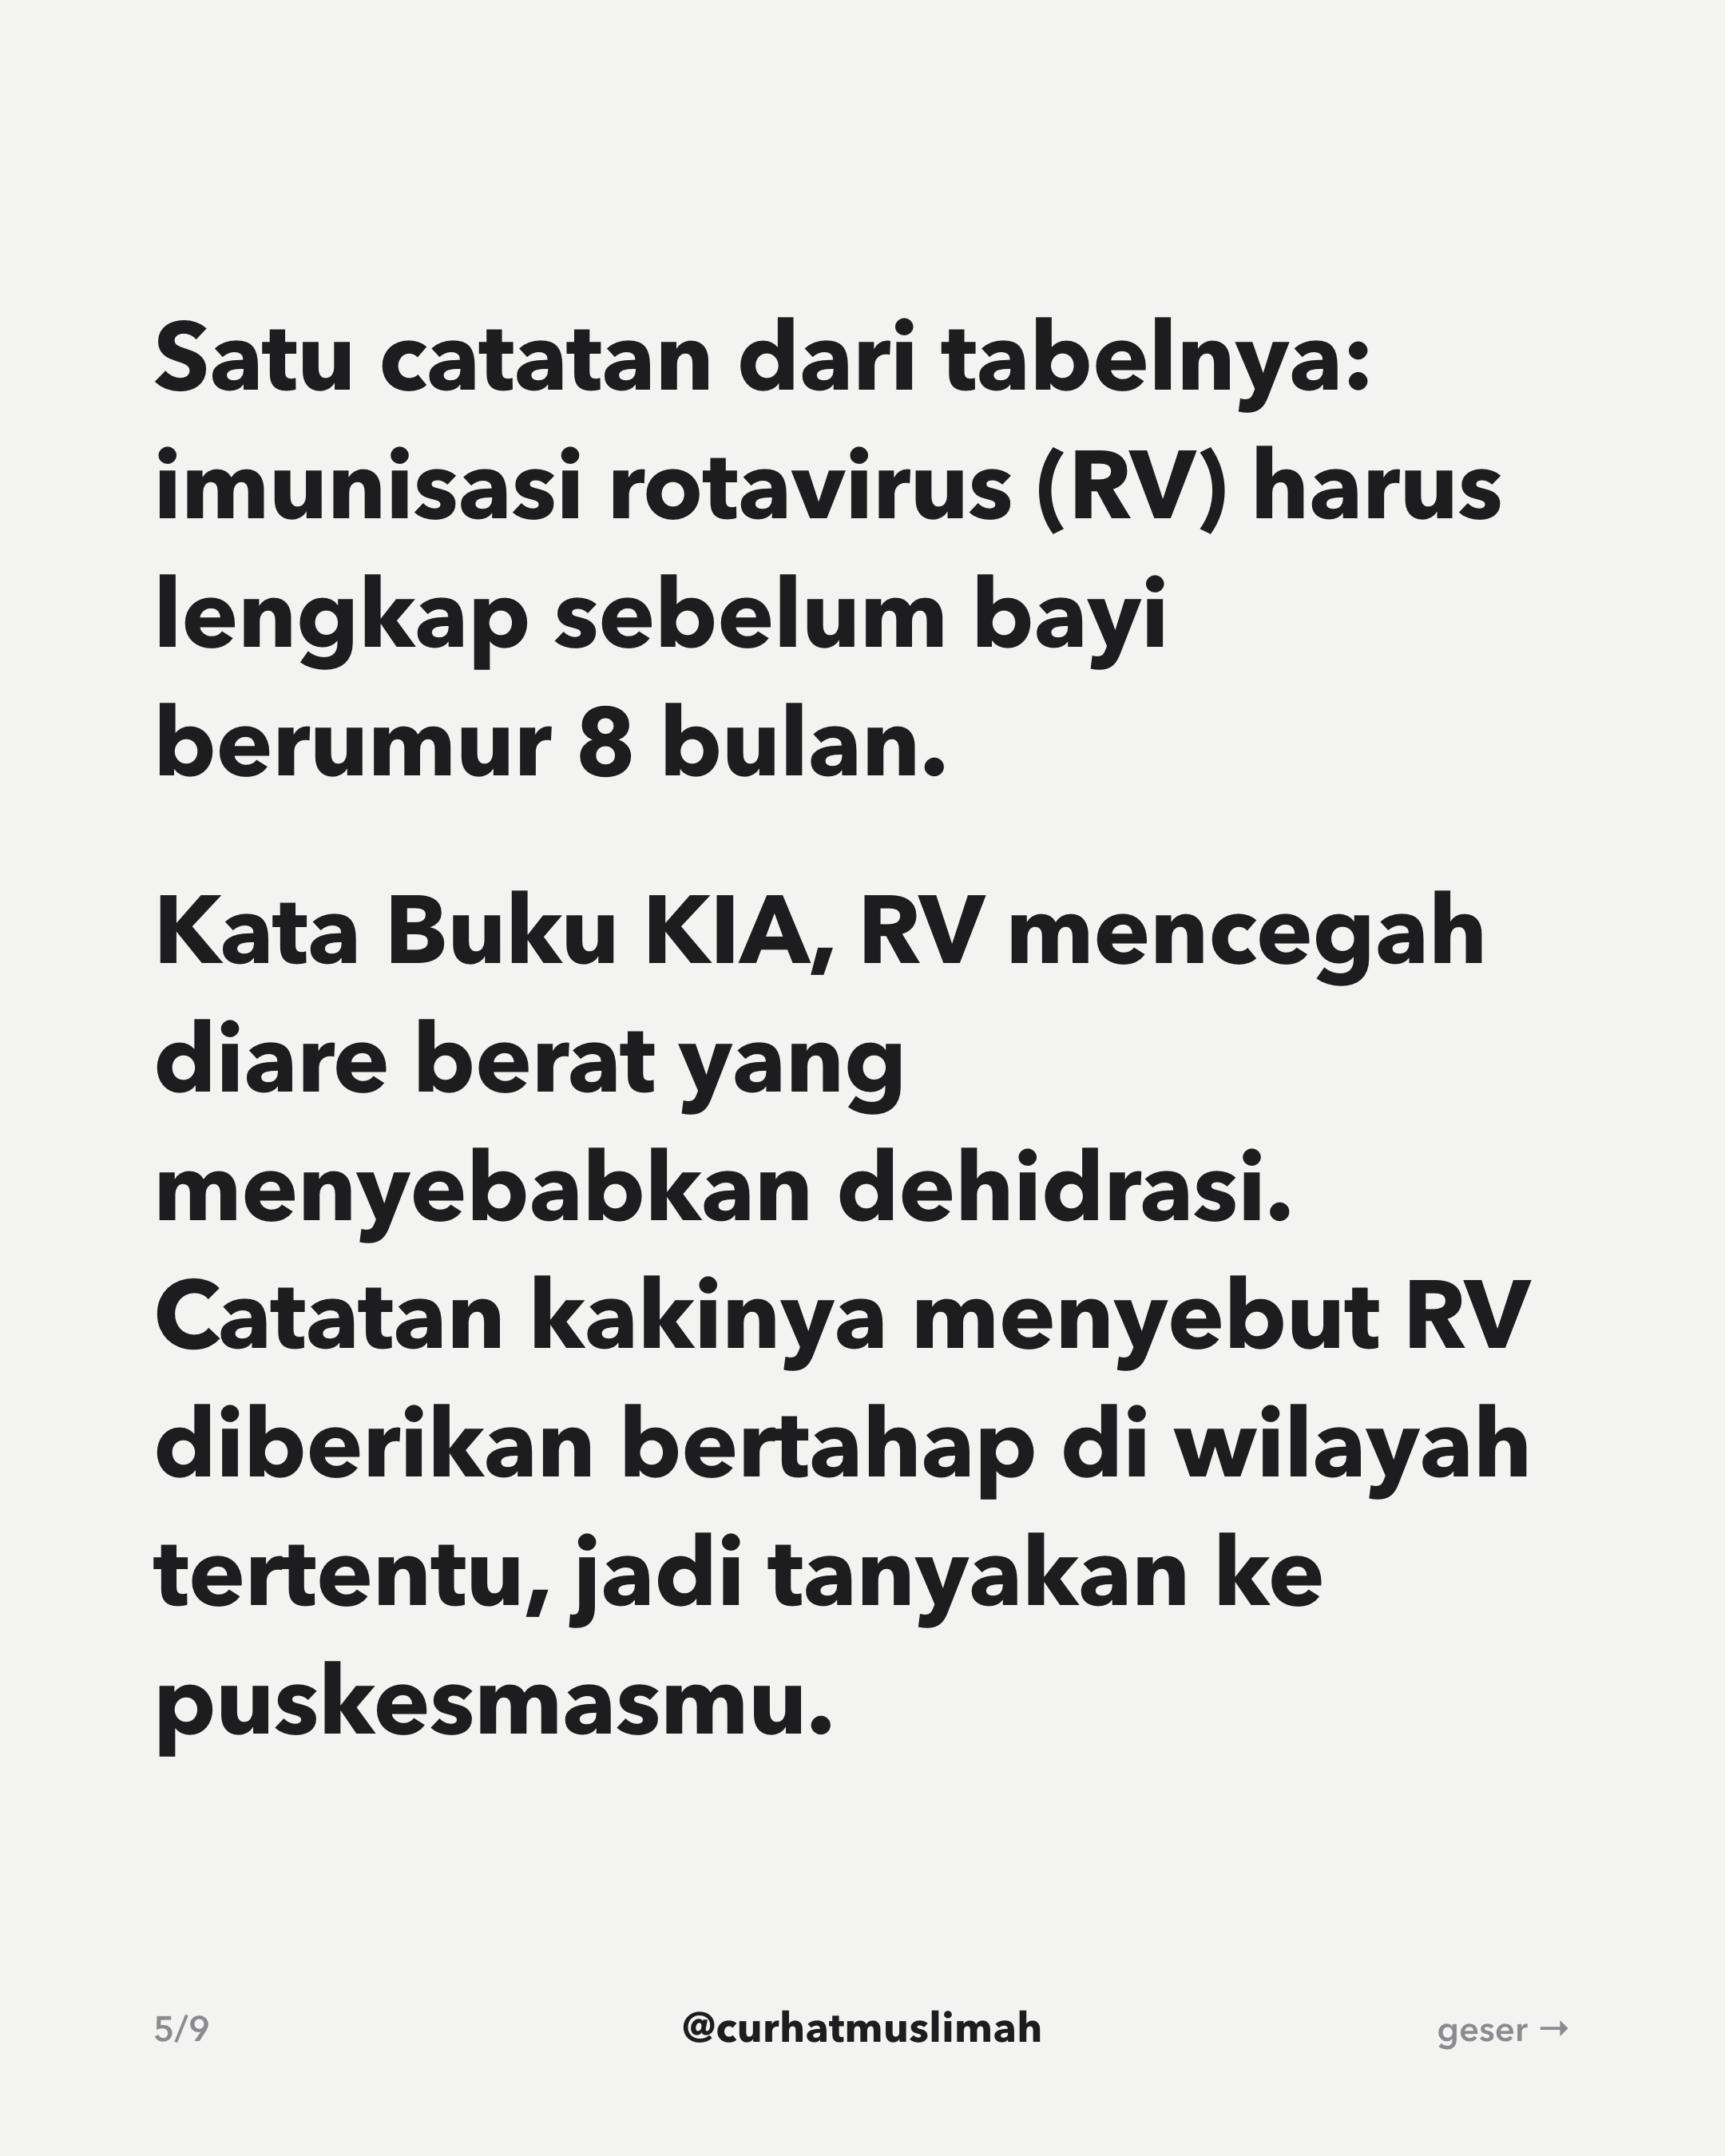 Satu catatan dari tabelnya:
imunisasi rotavirus (RV) harus
lengkap sebelum bayi
berumur 8 bulan.
Kata Buku KIA, RV mencegah
diare berat yang
menyebabkan dehidrasi.
Catatan kakinya menyebut RV
diberikan bertahap di wilayah
tertentu, jadi tanyakan ke
puskesmasmu.
5/9
@curhatmuslimah
geser →